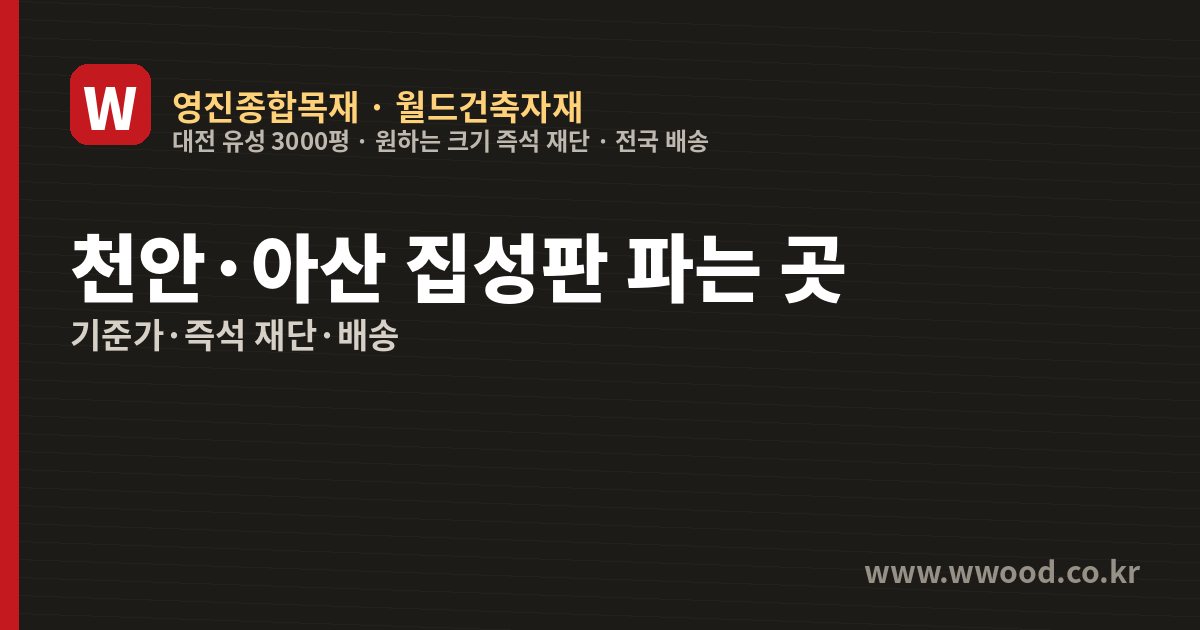 W
영진종합목재 · 월드건축자재
대전 유성 3000평 · 원하는 크기 즉석 재단 · 전국 배송
천안·아산 집성판 파는 곳
기준가·즉석 재단·배송
www.wwood.co.kr